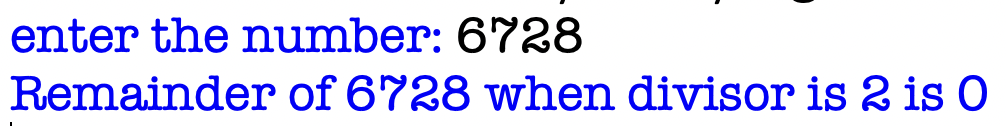 enter the number: 6728
Remainder of 6728 when divisor is 2 is 0